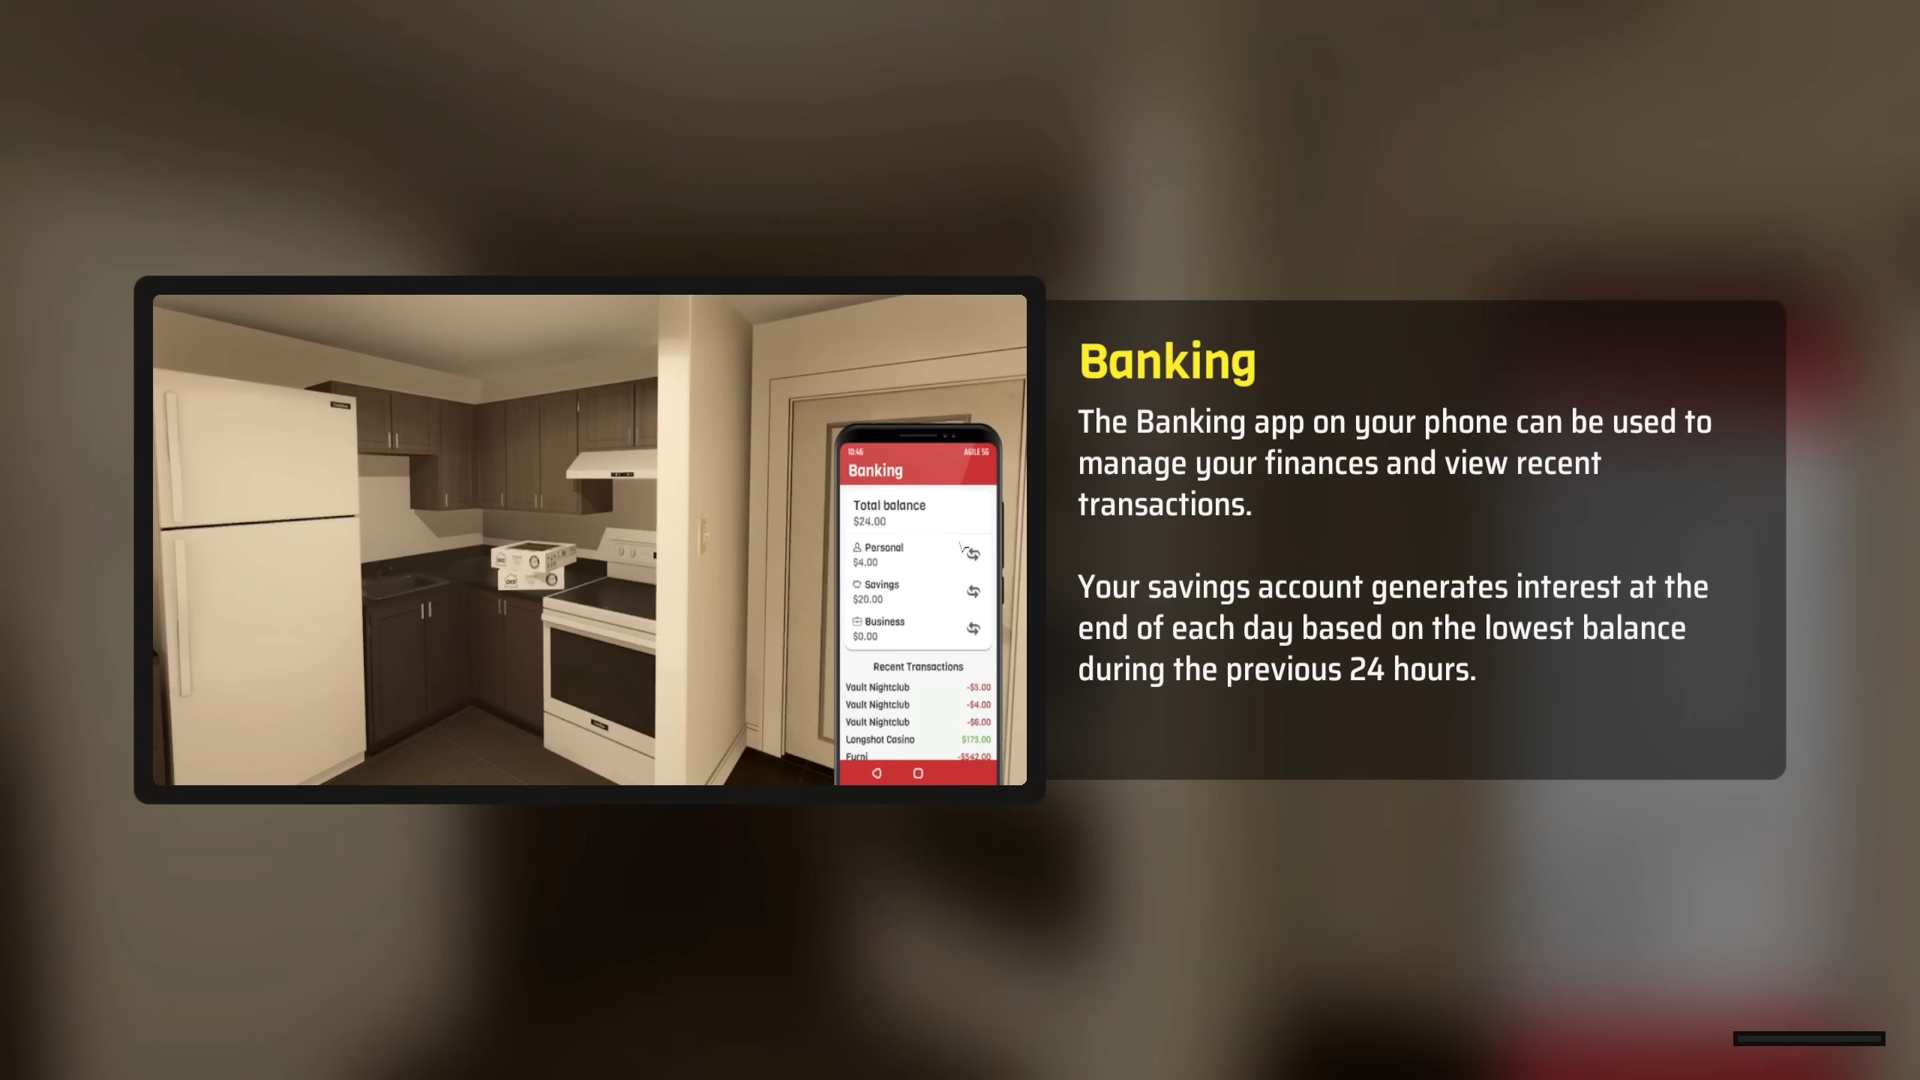 Banking
The Banking app on your phone can be used to
manage your finances and view recent
transactions.
Your savings account generates interest at the
end of each day based on the lowest balance
during the previous 24 hours.
10:46 AGILE 5G
Banking
Total balance
$24.00
Personal
$4.00
Savings
$20.00
Business
$0.00
Recent Transactions
Vault Nightclub -$5.00
Vault Nightclub -$4.00
Vault Nightclub -$6.00
Longshot Casino $175.00
Furni -$542.00